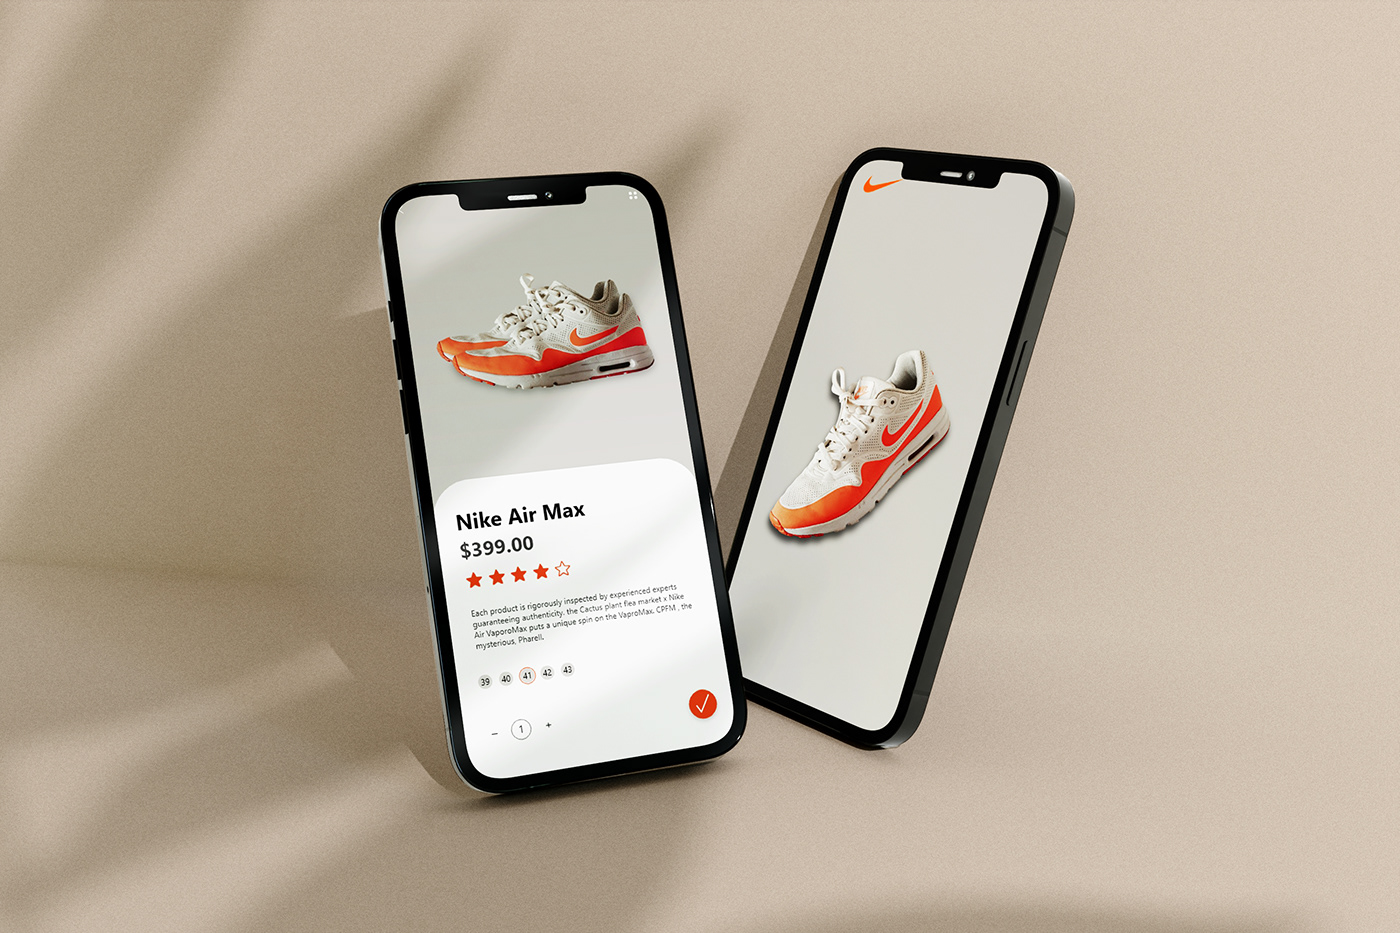 Nike Air Max
$399.00
Each product is rigorously inspected by experienced experts
guaranteeing authenticity. the Cactus plant flea market x Nike
Air VaporoMax puts a unique spin on the VaproMax. CPFM , the
mysterious, Pharell.
39 40 41 42 43
− 1 +